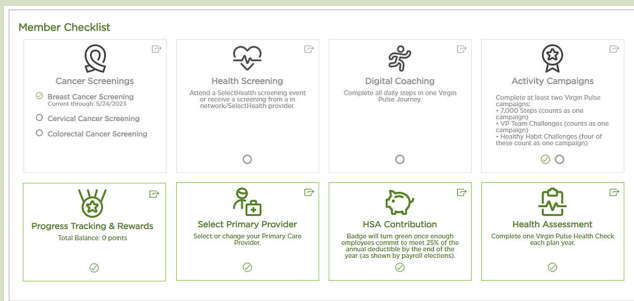 Member Checklist
Cancer Screenings
Breast Cancer Screening
Current through: 5/24/2023
Cervical Cancer Screening
Colorectal Cancer Screening
Health Screening
Attend a SelectHealth screening event
or receive a screening from a in
network/SelectHealth provider.
Digital Coaching
Complete all daily steps in one Virgin
Pulse Journey.
Activity Campaigns
Complete at least two Virgin Pulse
campaigns:
• 7,000 Steps (counts as one
campaign)
• VP Team Challenges (counts as one
campaign)
• Healthy Habit Challenges (four of
these count as one campaign)
Progress Tracking & Rewards
Total Balance: 0 points
Select Primary Provider
Select or change your Primary Care
Provider.
HSA Contribution
Badge will turn green once enough
employees commit to meet 25% of the
annual deductible by the end of the
year (as shown by payroll elections).
Health Assessment
Complete one Virgin Pulse Health Check
each plan year.